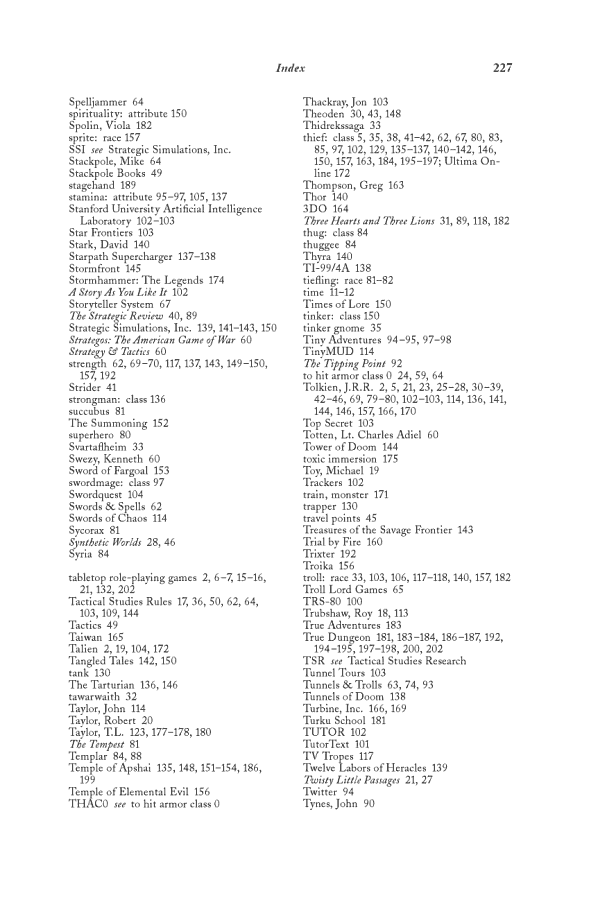 Index 227
Spelljammer 64
spirituality: attribute 150
Spolin, Viola 182
sprite: race 157
SSI see Strategic Simulations, Inc.
Stackpole, Mike 64
Stackpole Books 49
stagehand 189
stamina: attribute 95–97, 105, 137
Stanford University Artificial Intelligence
Laboratory 102–103
Star Frontiers 103
Stark, David 140
Starpath Supercharger 137–138
Stormfront 145
Stormhammer: The Legends 174
A Story As You Like It 102
Storyteller System 67
The Strategic Review 40, 89
Strategic Simulations, Inc. 139, 141–143, 150
Strategos: The American Game of War 60
Strategy & Tactics 60
strength 62, 69–70, 117, 137, 143, 149–150,
157, 192
Strider 41
strongman: class 136
succubus 81
The Summoning 152
superhero 80
Svartaflheim 33
Swezy, Kenneth 60
Sword of Fargoal 153
swordmage: class 97
Swordquest 104
Swords & Spells 62
Swords of Chaos 114
Sycorax 81
Synthetic Worlds 28, 46
Syria 84
tabletop role-playing games 2, 6–7, 15–16,
21, 132, 202
Tactical Studies Rules 17, 36, 50, 62, 64,
103, 109, 144
Tactics 49
Taiwan 165
Talien 2, 19, 104, 172
Tangled Tales 142, 150
tank 130
The Tarturian 136, 146
tawarwaith 32
Taylor, John 114
Taylor, Robert 20
Taylor, T.L. 123, 177–178, 180
The Tempest 81
Templar 84, 88
Temple of Apshai 135, 148, 151–154, 186,
199
Temple of Elemental Evil 156
THAC0 see to hit armor class 0
Thackray, Jon 103
Theoden 30, 43, 148
Thidrekssaga 33
thief: class 5, 35, 38, 41–42, 62, 67, 80, 83,
85, 97, 102, 129, 135–137, 140–142, 146,
150, 157, 163, 184, 195–197; Ultima On-
line 172
Thompson, Greg 163
Thor 140
3DO 164
Three Hearts and Three Lions 31, 89, 118, 182
thug: class 84
thuggee 84
Thyra 140
TI-99/4A 138
tiefling: race 81–82
time 11–12
Times of Lore 150
tinker: class 150
tinker gnome 35
Tiny Adventures 94–95, 97–98
TinyMUD 114
The Tipping Point 92
to hit armor class 0 24, 59, 64
Tolkien, J.R.R. 2, 5, 21, 23, 25–28, 30–39,
42–46, 69, 79–80, 102–103, 114, 136, 141,
144, 146, 157, 166, 170
Top Secret 103
Totten, Lt. Charles Adiel 60
Tower of Doom 144
toxic immersion 175
Toy, Michael 19
Trackers 102
train, monster 171
trapper 130
travel points 45
Treasures of the Savage Frontier 143
Trial by Fire 160
Trixter 192
Troika 156
troll: race 33, 103, 106, 117–118, 140, 157, 182
Troll Lord Games 65
TRS-80 100
Trubshaw, Roy 18, 113
True Adventures 183
True Dungeon 181, 183–184, 186–187, 192,
194–195, 197–198, 200, 202
TSR see Tactical Studies Research
Tunnel Tours 103
Tunnels & Trolls 63, 74, 93
Tunnels of Doom 138
Turbine, Inc. 166, 169
Turku School 181
TUTOR 102
TutorText 101
TV Tropes 117
Twelve Labors of Heracles 139
Twisty Little Passages 21, 27
Twitter 94
Tynes, John 90